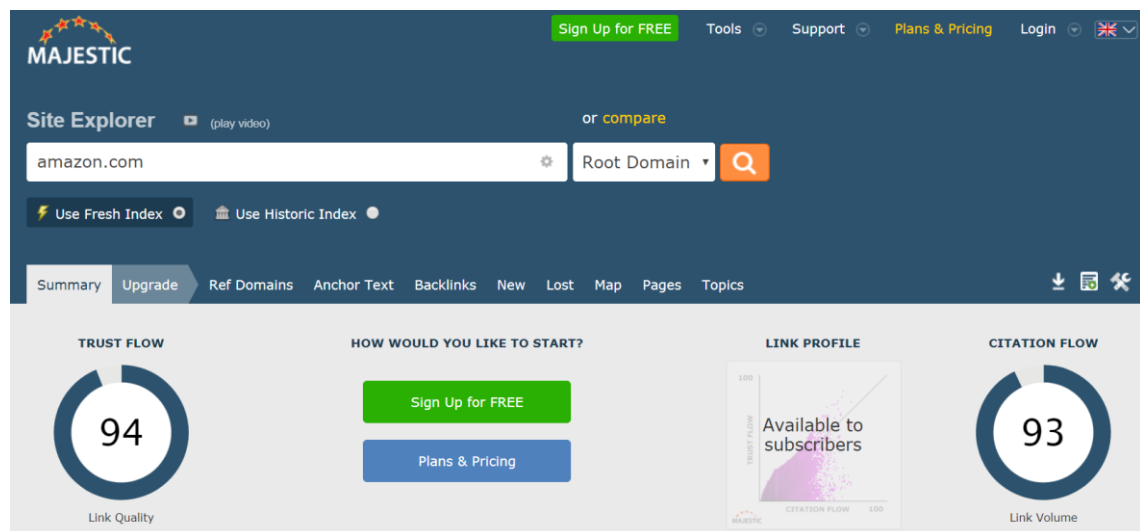 MAJESTIC
Sign Up for FREE Tools Support Plans & Pricing Login
Site Explorer (play video) or compare
amazon.com Root Domain
Use Fresh Index Use Historic Index
Summary Upgrade Ref Domains Anchor Text Backlinks New Lost Map Pages Topics
TRUST FLOW
94
Link Quality
HOW WOULD YOU LIKE TO START?
Sign Up for FREE
Plans & Pricing
LINK PROFILE
100
TRUST FLOW
Available to
subscribers
MAJESTIC
CITATION FLOW 100
CITATION FLOW
93
Link Volume